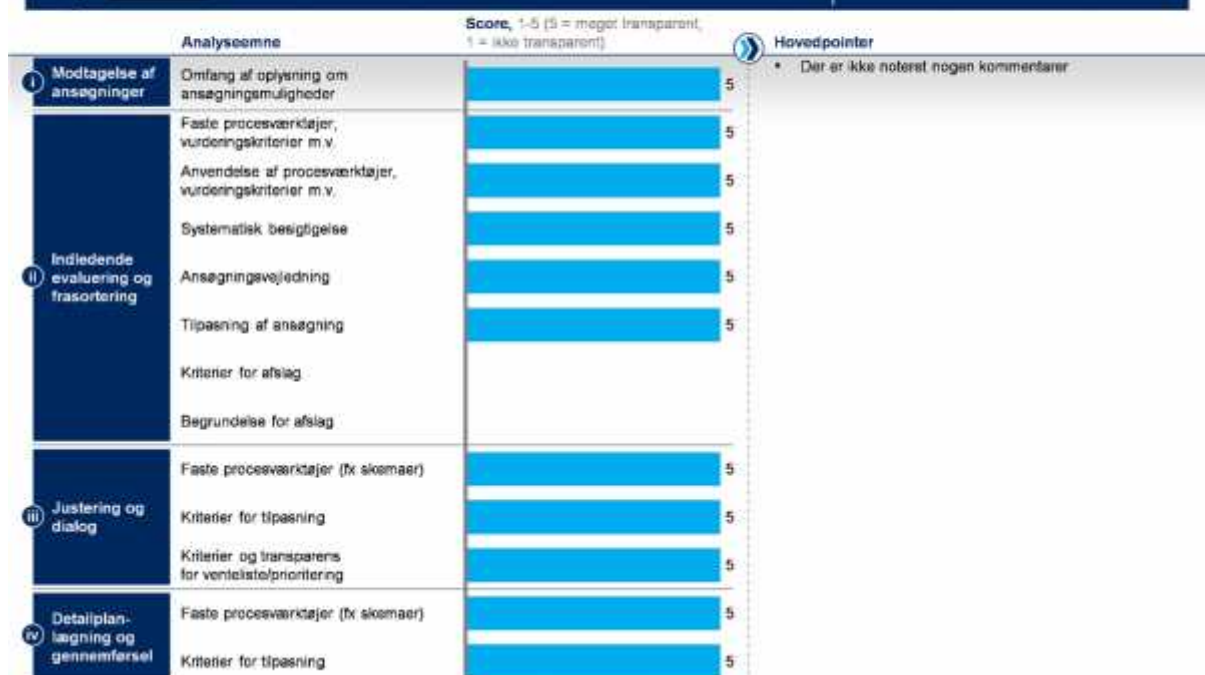 Analyseemne
Score, 1-5 (5 = meget transparent,
1 = ikke transparent)
Hovedpointer
i
Modtagelse af
ansøgninger
Omfang af oplysning om
ansøgningsmuligheder
5
• Der er ikke noteret nogen kommentarer
ii
Indledende
evaluering og
frasortering
Faste procesværktøjer,
vurderingskriterier m.v.
5
Anvendelse af procesværktøjer,
vurderingskriterier m.v.
5
Systematisk besigtigelse
5
Ansøgningsvejledning
5
Tilpasning af ansøgning
5
Kriterier for afslag
Begrundelse for afslag
iii
Justering og
dialog
Faste procesværktøjer (fx skemaer)
5
Kriterier for tilpasning
5
Kriterier og transparens
for venteliste/prioritering
5
iv
Detailplan-
lægning og
gennemførsel
Faste procesværktøjer (fx skemaer)
5
Kriterier for tilpasning
5